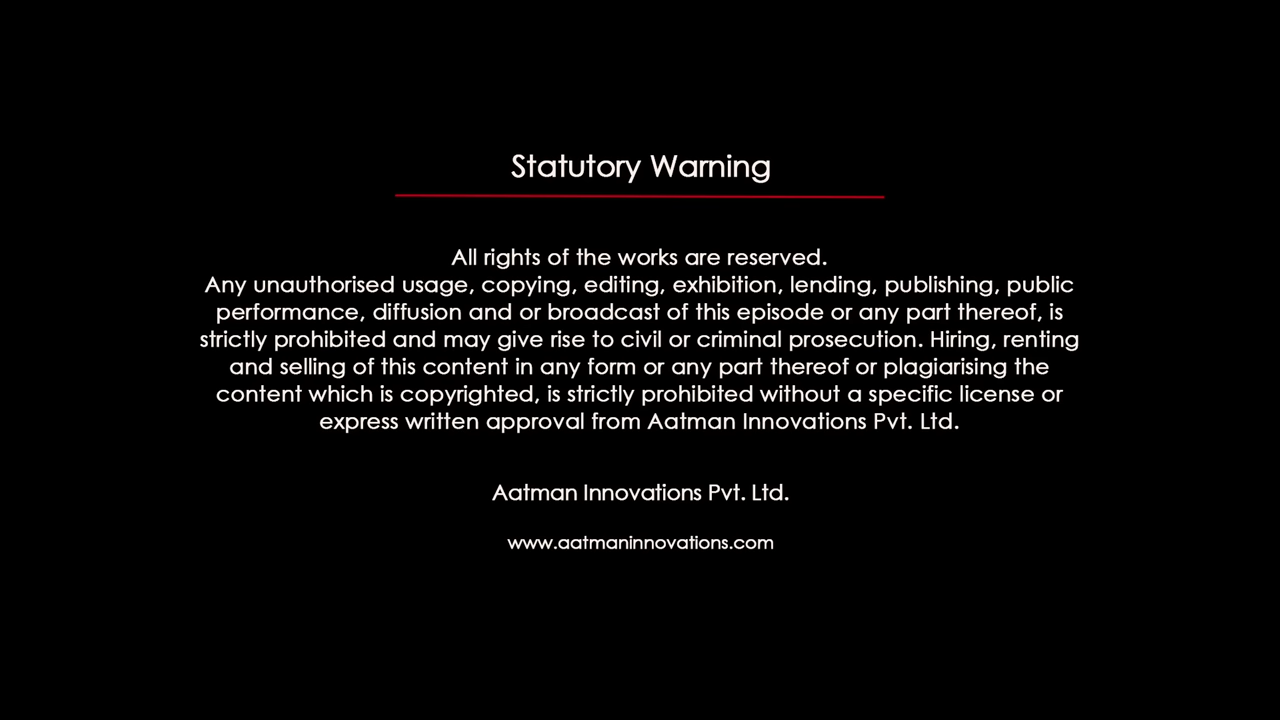 Statutory Warning
All rights of the works are reserved.
Any unauthorised usage, copying, editing, exhibition, lending, publishing, public
performance, diffusion and or broadcast of this episode or any part thereof, is
strictly prohibited and may give rise to civil or criminal prosecution. Hiring, renting
and selling of this content in any form or any part thereof or plagiarising the
content which is copyrighted, is strictly prohibited without a specific license or
express written approval from Aatman Innovations Pvt. Ltd.
Aatman Innovations Pvt. Ltd.
www.aatmaninnovations.com